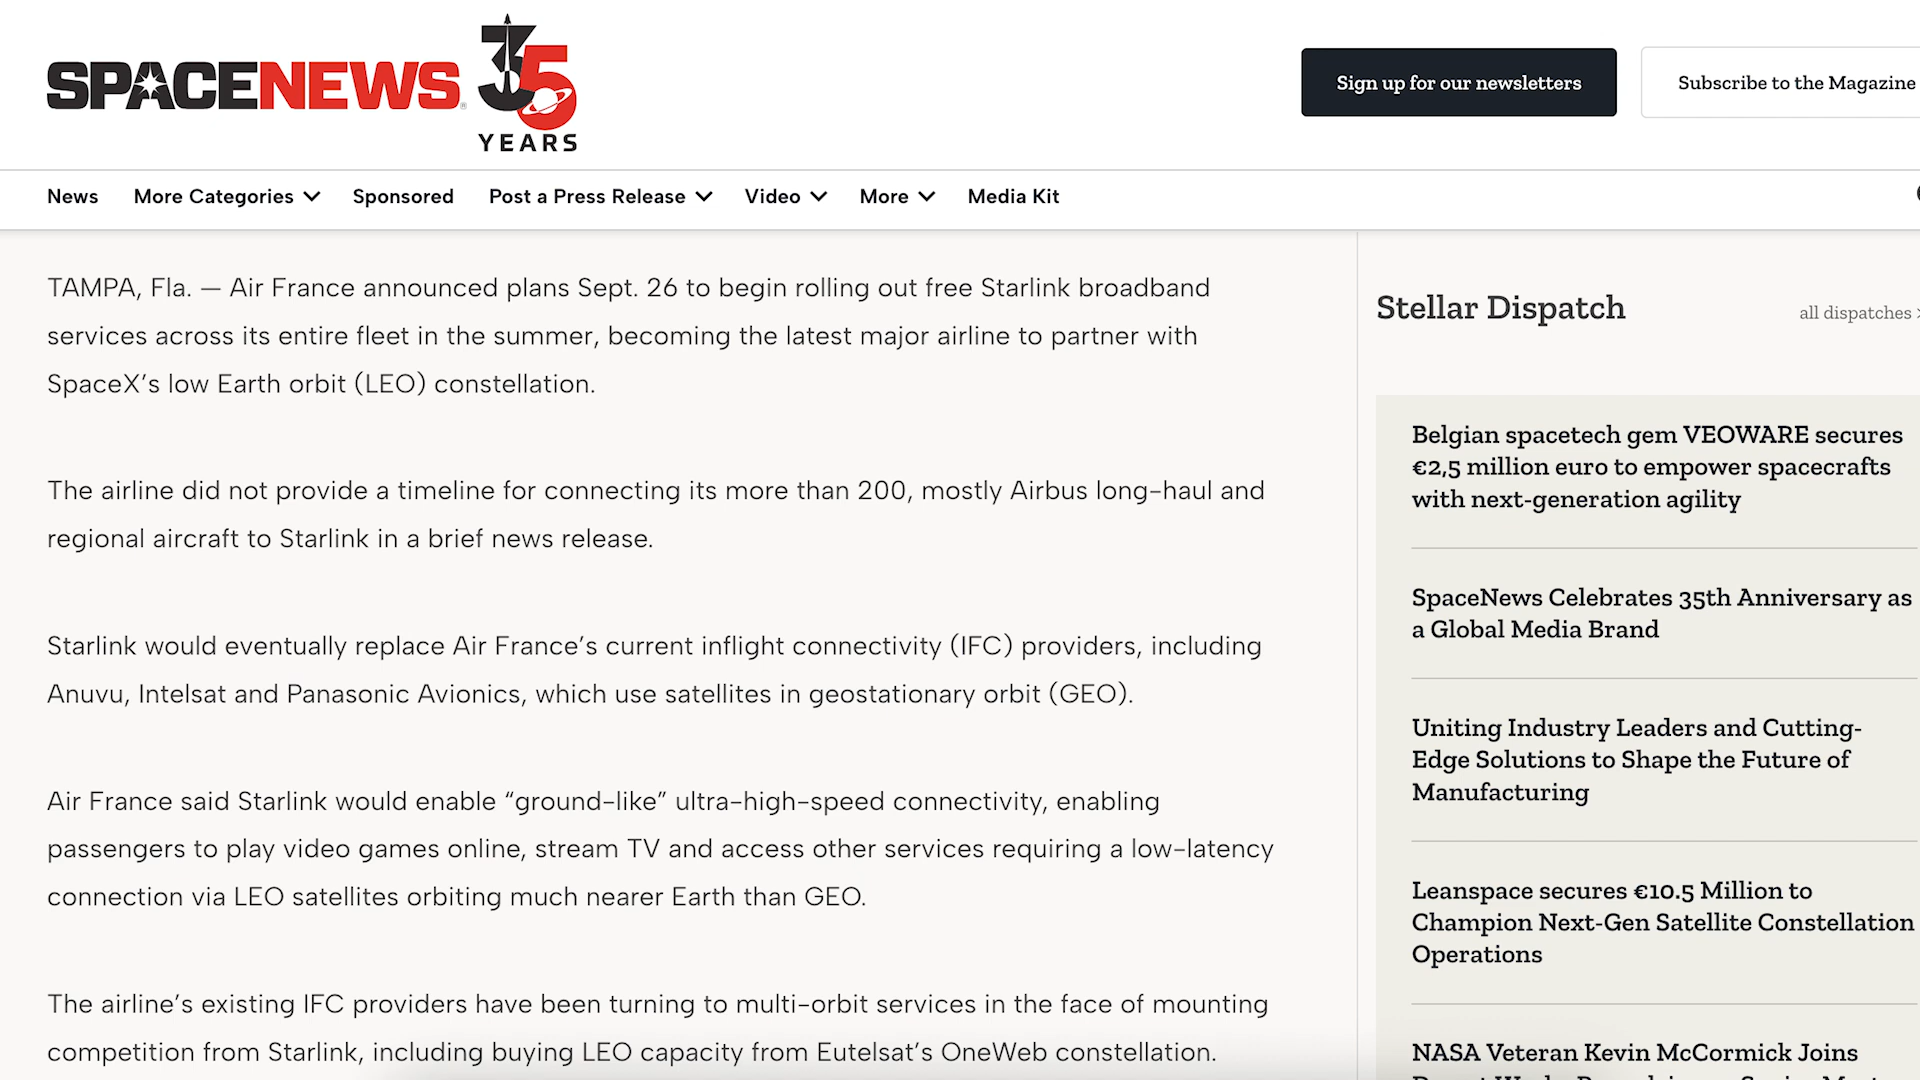 SPACENEWS® 35
YEARS
Sign up for our newsletters
Subscribe to the Magazine
News More Categories Sponsored Post a Press Release Video More Media Kit
TAMPA, Fla. — Air France announced plans Sept. 26 to begin rolling out free Starlink broadband
services across its entire fleet in the summer, becoming the latest major airline to partner with
SpaceX’s low Earth orbit (LEO) constellation.
The airline did not provide a timeline for connecting its more than 200, mostly Airbus long-haul and
regional aircraft to Starlink in a brief news release.
Starlink would eventually replace Air France’s current inflight connectivity (IFC) providers, including
Anuvu, Intelsat and Panasonic Avionics, which use satellites in geostationary orbit (GEO).
Air France said Starlink would enable “ground-like” ultra-high-speed connectivity, enabling
passengers to play video games online, stream TV and access other services requiring a low-latency
connection via LEO satellites orbiting much nearer Earth than GEO.
The airline’s existing IFC providers have been turning to multi-orbit services in the face of mounting
competition from Starlink, including buying LEO capacity from Eutelsat’s OneWeb constellation.
Stellar Dispatch
all dispatches >
Belgian spacetech gem VEOWARE secures
€2,5 million euro to empower spacecrafts
with next-generation agility
SpaceNews Celebrates 35th Anniversary as
a Global Media Brand
Uniting Industry Leaders and Cutting-
Edge Solutions to Shape the Future of
Manufacturing
Leanspace secures €10.5 Million to
Champion Next-Gen Satellite Constellation
Operations
NASA Veteran Kevin McCormick Joins